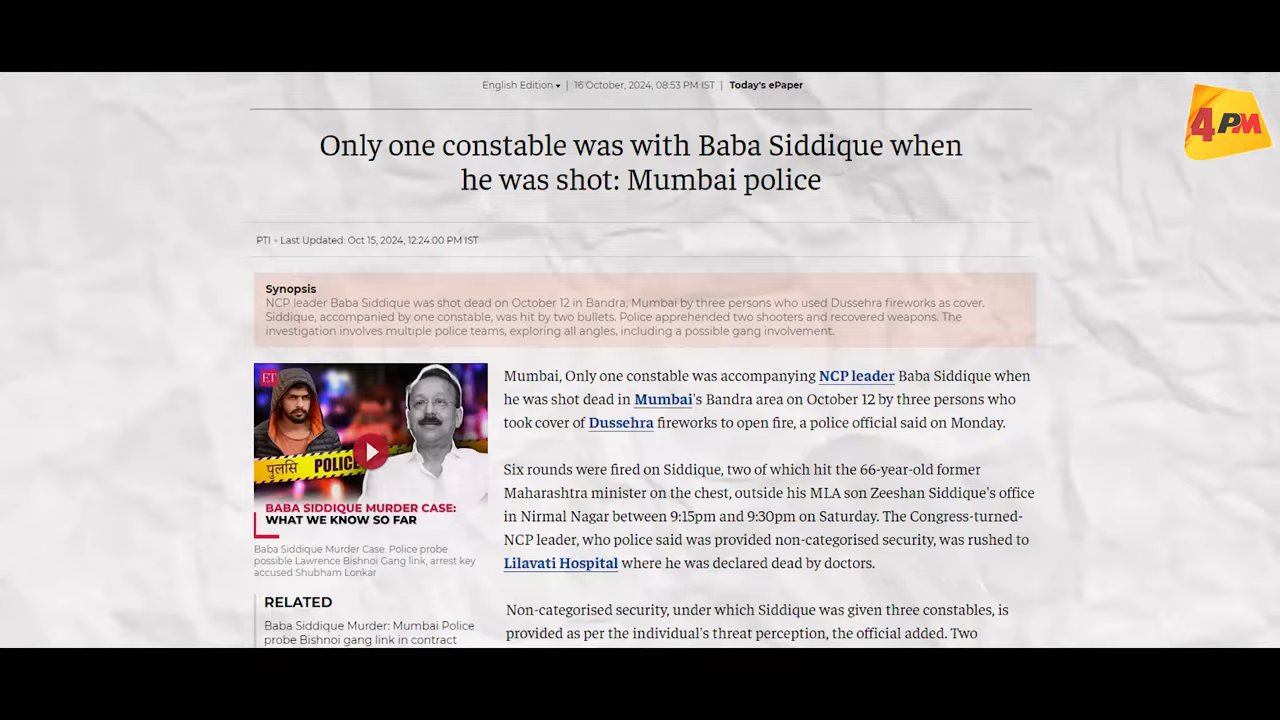 English Edition | 16 October, 2024, 08:53 PM IST | Today's ePaper
4PM
Only one constable was with Baba Siddique when
he was shot: Mumbai police
PTI • Last Updated: Oct 15, 2024, 12:24:00 PM IST
Synopsis
NCP leader Baba Siddique was shot dead on October 12 in Bandra, Mumbai by three persons who used Dussehra fireworks as cover.
Siddique, accompanied by one constable, was hit by two bullets. Police apprehended two shooters and recovered weapons. The
investigation involves multiple police teams, exploring all angles, including a possible gang involvement.
ET
पुलसि POLICE
BABA SIDDIQUE MURDER CASE:
WHAT WE KNOW SO FAR
Baba Siddique Murder Case: Police probe
possible Lawrence Bishnoi Gang link, arrest key
accused Shubham Lonkar
RELATED
Baba Siddique Murder: Mumbai Police
probe Bishnoi gang link in contract
Mumbai, Only one constable was accompanying NCP leader Baba Siddique when
he was shot dead in Mumbai's Bandra area on October 12 by three persons who
took cover of Dussehra fireworks to open fire, a police official said on Monday.
Six rounds were fired on Siddique, two of which hit the 66-year-old former
Maharashtra minister on the chest, outside his MLA son Zeeshan Siddique's office
in Nirmal Nagar between 9:15pm and 9:30pm on Saturday. The Congress-turned-
NCP leader, who police said was provided non-categorised security, was rushed to
Lilavati Hospital where he was declared dead by doctors.
Non-categorised security, under which Siddique was given three constables, is
provided as per the individual's threat perception, the official added. Two